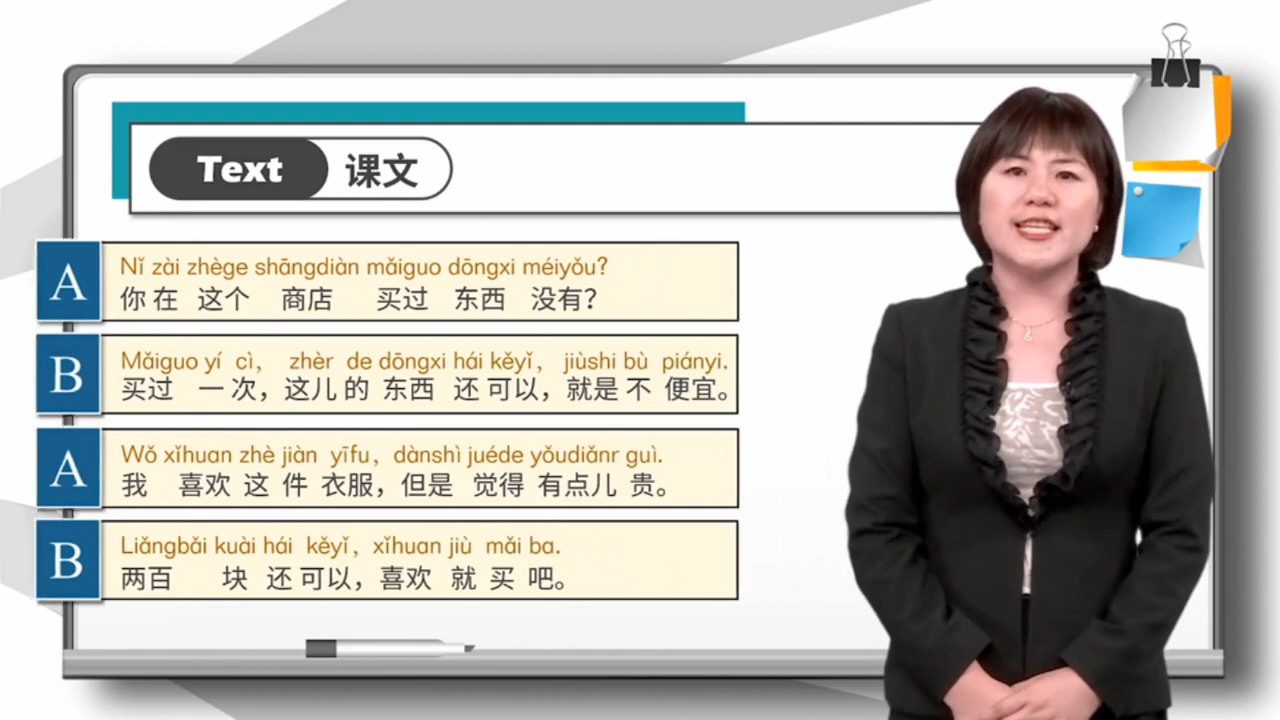 Text 课文
A
Nǐ zài zhège shāngdiàn mǎiguo dōngxi méiyǒu?
你在 这个 商店 买过 东西 没有?
B
Mǎiguo yí cì, zhèr de dōngxi hái kěyǐ, jiùshi bù piányi.
买过 一次,这儿的 东西 还可以,就是不 便宜。
A
Wǒ xǐhuan zhè jiàn yīfu, dànshì juéde yǒudiǎnr guì.
我 喜欢 这 件 衣服,但是 觉得 有点儿 贵。
B
Liǎngbǎi kuài hái kěyǐ, xǐhuan jiù mǎi ba.
两百 块 还可以,喜欢 就 买 吧。